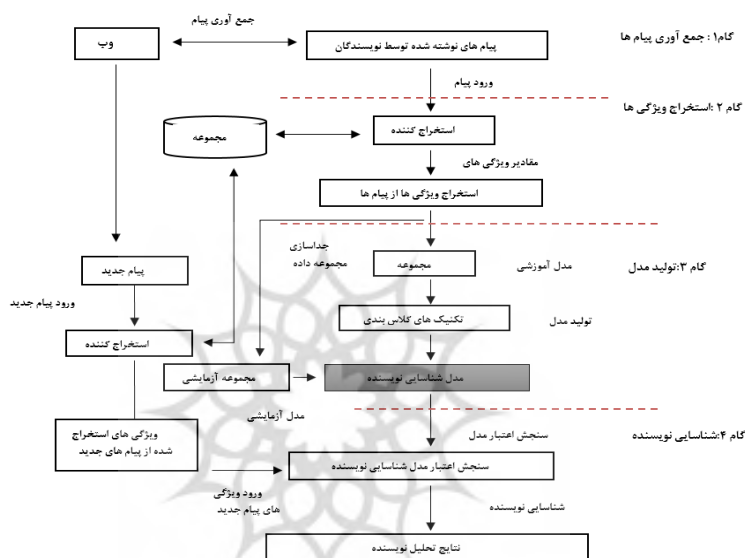 جمع آوری پیام
وب
پیام های نوشته شده توسط نویسندگان
گام۱ : جمع آوری پیام ها
ورود پیام
گام ۲ :استخراج ویژگی ها
مجموعه
استخراج کننده
مقادیر ویژگی های
استخراج ویژگی ها از پیام ها
جداسازی
مجموعه داده
پیام جدید
مجموعه
مدل آموزشی
گام ۳:تولید مدل
ورود پیام جدید
تکنیک های کلاس بندی
تولید مدل
استخراج کننده
مجموعه آزمایشی
مدل شناسایی نویسنده
مدل آزمایشی
گام ۴:شناسایی نویسنده
ویژگی های استخراج
شده از پیام های جدید
سنجش اعتبار مدل
سنجش اعتبار مدل شناسایی نویسنده
ورود ویژگی
های پیام جدید
شناسایی نویسنده
نتایج تحلیل نویسنده